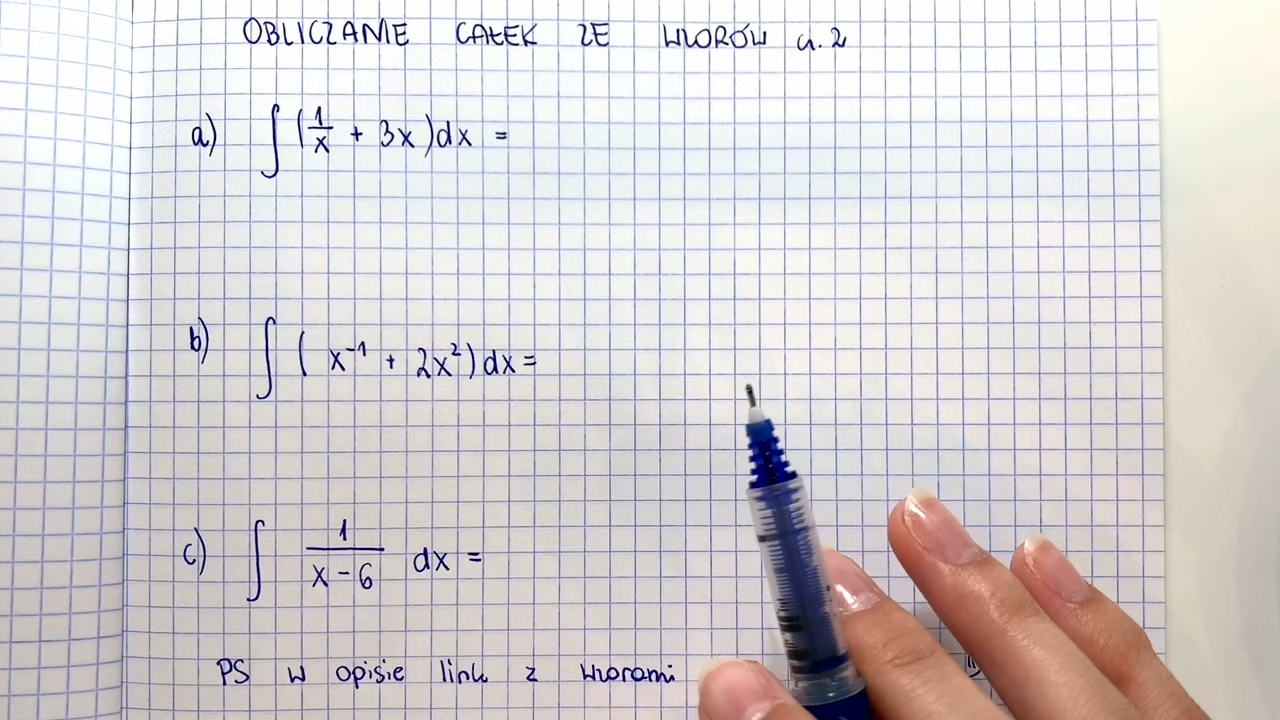 OBLICZANIE CAŁEK ZE WZORÓW cz.2
a) ∫ (1/x + 3x) dx =
b) ∫ ( x⁻¹ + 2x²) dx =
c) ∫ 1/(x - 6) dx =
PS w opisie link z wzorami